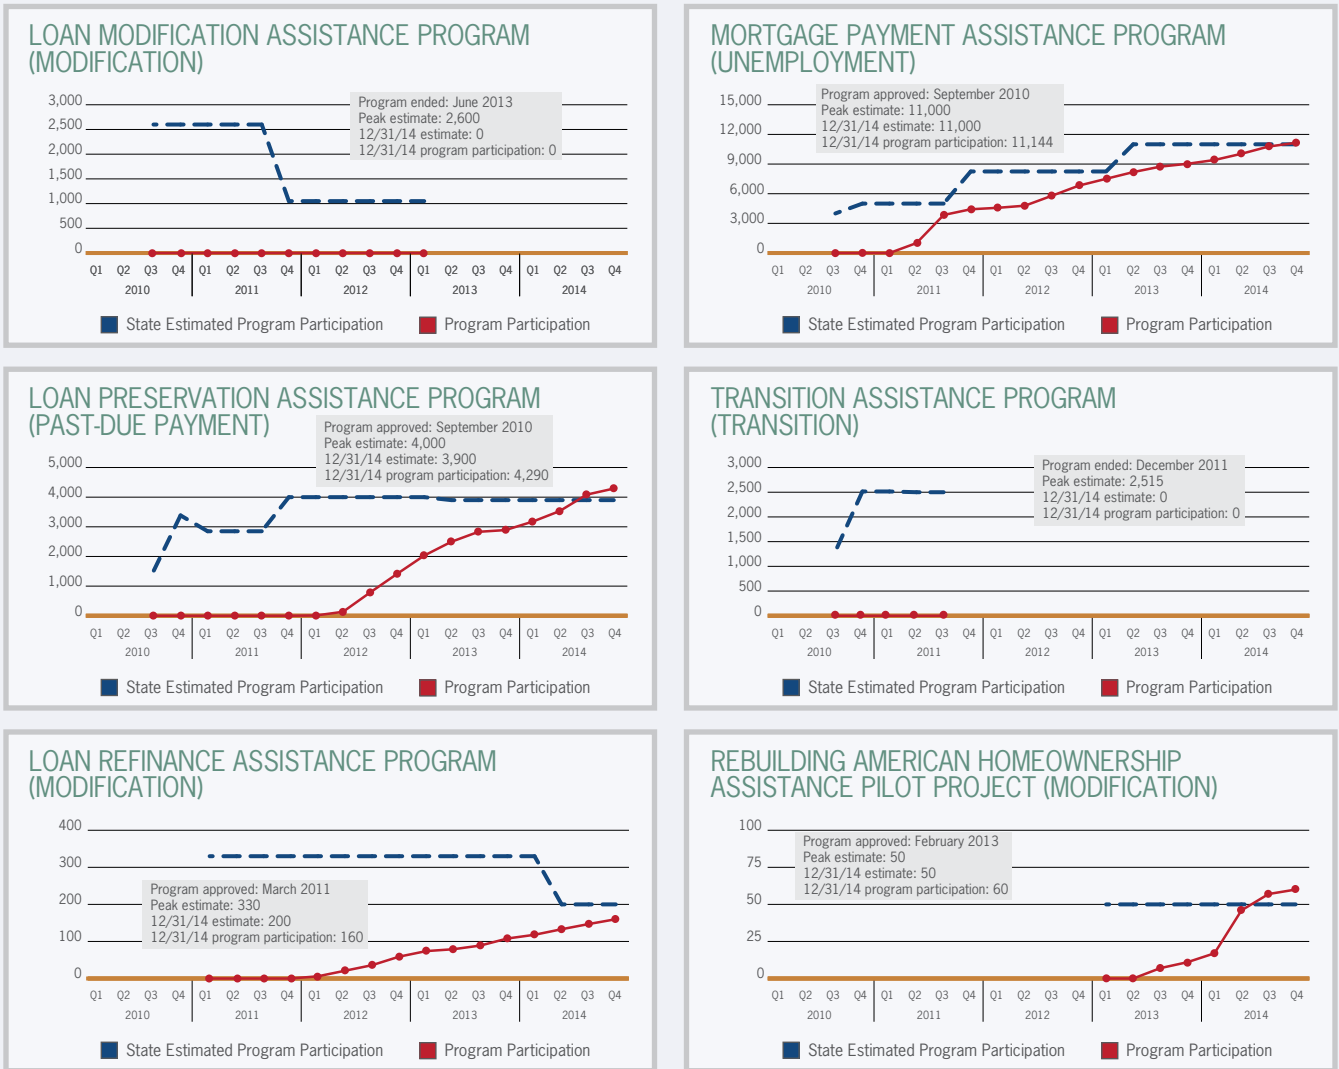 LOAN MODIFICATION ASSISTANCE PROGRAM
(MODIFICATION)
Program ended: June 2013
Peak estimate: 2,600
12/31/14 estimate: 0
12/31/14 program participation: 0
3,000
2,500
2,000
1,500
1,000
500
0
Q1 Q2 Q3 Q4 Q1 Q2 Q3 Q4 Q1 Q2 Q3 Q4 Q1 Q2 Q3 Q4 Q1 Q2 Q3 Q4
2010 2011 2012 2013 2014
State Estimated Program Participation Program Participation
MORTGAGE PAYMENT ASSISTANCE PROGRAM
(UNEMPLOYMENT)
Program approved: September 2010
Peak estimate: 11,000
12/31/14 estimate: 11,000
12/31/14 program participation: 11,144
15,000
12,000
9,000
6,000
3,000
0
Q1 Q2 Q3 Q4 Q1 Q2 Q3 Q4 Q1 Q2 Q3 Q4 Q1 Q2 Q3 Q4 Q1 Q2 Q3 Q4
2010 2011 2012 2013 2014
State Estimated Program Participation Program Participation
LOAN PRESERVATION ASSISTANCE PROGRAM
(PAST-DUE PAYMENT)
Program approved: September 2010
Peak estimate: 4,000
12/31/14 estimate: 3,900
12/31/14 program participation: 4,290
5,000
4,000
3,000
2,000
1,000
0
Q1 Q2 Q3 Q4 Q1 Q2 Q3 Q4 Q1 Q2 Q3 Q4 Q1 Q2 Q3 Q4 Q1 Q2 Q3 Q4
2010 2011 2012 2013 2014
State Estimated Program Participation Program Participation
TRANSITION ASSISTANCE PROGRAM
(TRANSITION)
Program ended: December 2011
Peak estimate: 2,515
12/31/14 estimate: 0
12/31/14 program participation: 0
3,000
2,500
2,000
1,500
1,000
500
0
Q1 Q2 Q3 Q4 Q1 Q2 Q3 Q4 Q1 Q2 Q3 Q4 Q1 Q2 Q3 Q4 Q1 Q2 Q3 Q4
2010 2011 2012 2013 2014
State Estimated Program Participation Program Participation
LOAN REFINANCE ASSISTANCE PROGRAM
(MODIFICATION)
Program approved: March 2011
Peak estimate: 330
12/31/14 estimate: 200
12/31/14 program participation: 160
400
300
200
100
0
Q1 Q2 Q3 Q4 Q1 Q2 Q3 Q4 Q1 Q2 Q3 Q4 Q1 Q2 Q3 Q4 Q1 Q2 Q3 Q4
2010 2011 2012 2013 2014
State Estimated Program Participation Program Participation
REBUILDING AMERICAN HOMEOWNERSHIP
ASSISTANCE PILOT PROJECT (MODIFICATION)
Program approved: February 2013
Peak estimate: 50
12/31/14 estimate: 50
12/31/14 program participation: 60
100
75
50
25
0
Q1 Q2 Q3 Q4 Q1 Q2 Q3 Q4 Q1 Q2 Q3 Q4 Q1 Q2 Q3 Q4 Q1 Q2 Q3 Q4
2010 2011 2012 2013 2014
State Estimated Program Participation Program Participation